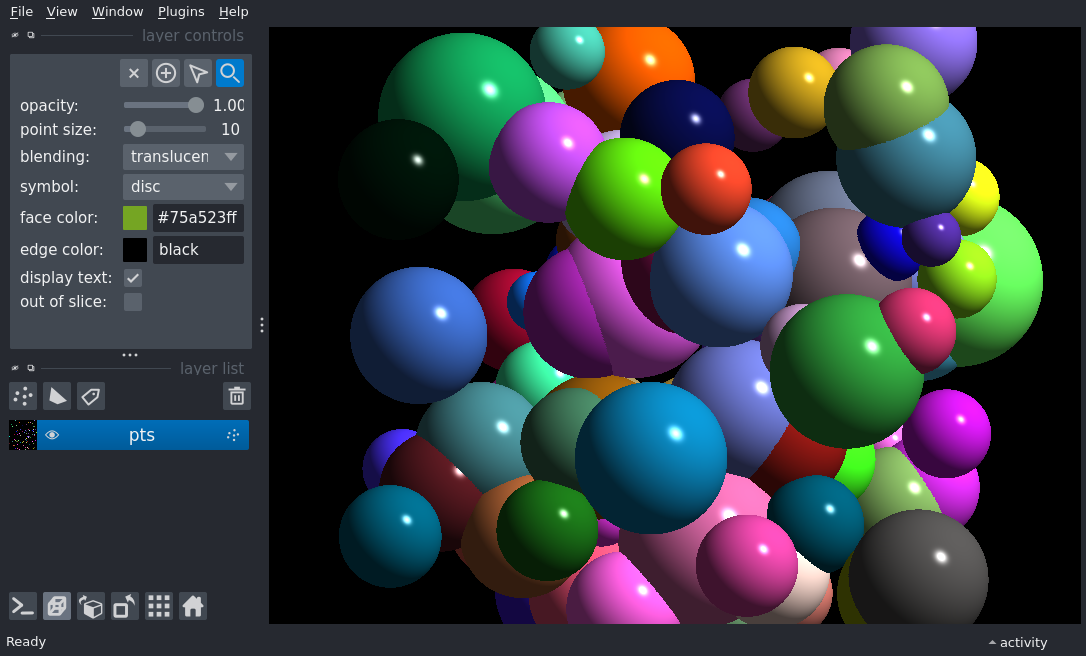 File View Window Plugins Help
layer controls
opacity: 1.00
point size: 10
blending: translucen
symbol: disc
face color: #75a523ff
edge color: black
display text:
out of slice:
layer list
pts
Ready
activity